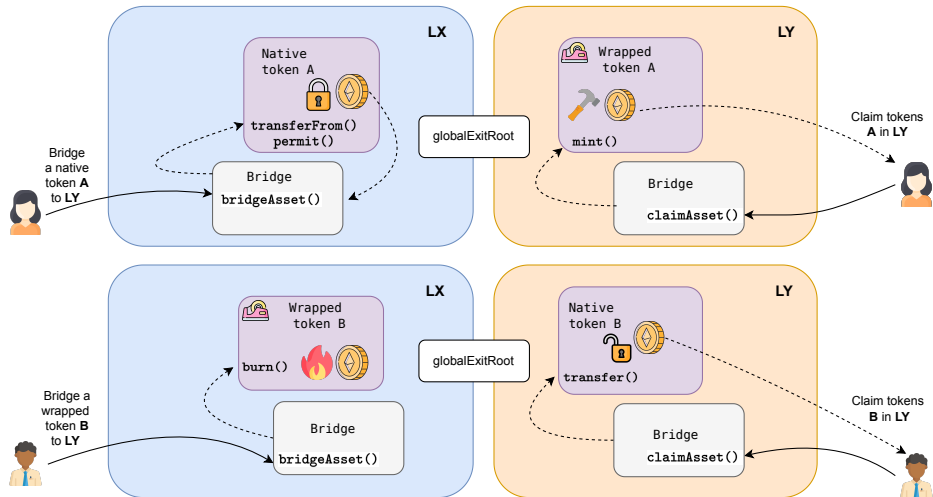 LX
Native
token A
transferFrom()
permit()
Bridge
bridgeAsset()
Bridge
a native
token A
to LY
globalExitRoot
LY
Wrapped
token A
mint()
Bridge
claimAsset()
Claim tokens
A in LY
LX
Wrapped
token B
burn()
Bridge
bridgeAsset()
Bridge a
wrapped
token B
to LY
globalExitRoot
LY
Native
token B
transfer()
Bridge
claimAsset()
Claim tokens
B in LY